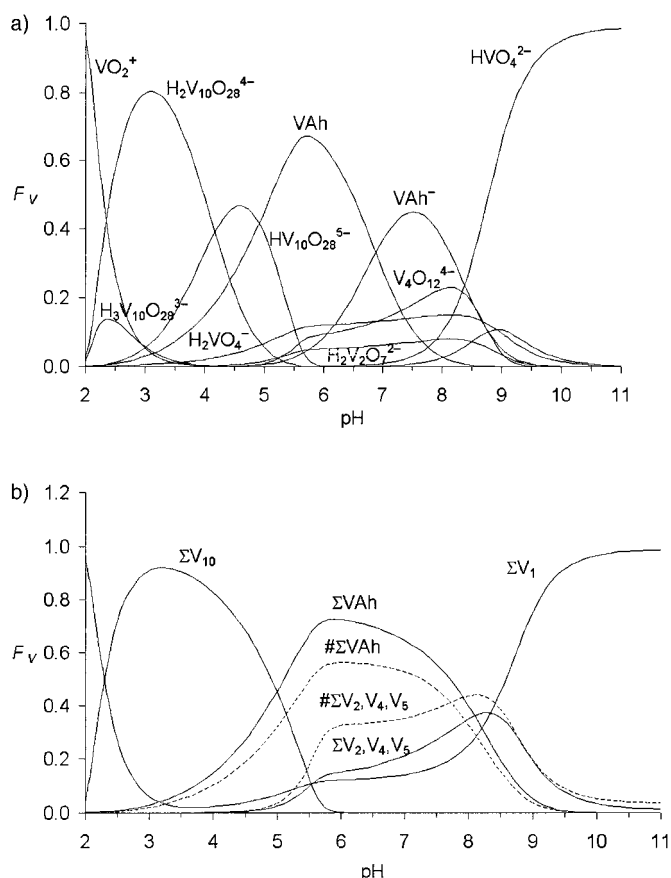 a)
1.0
VO₂⁺
HVO₄²⁻
H₂V₁₀O₂₈⁴⁻
0.8
VAh
0.6
F V
VAh⁻
0.4
HV₁₀O₂₈⁵⁻
V₄O₁₂⁴⁻
0.2
H₃V₁₀O₂₈³⁻
H₂VO₄⁻
H₂V₂O₇²⁻
0.0
2 3 4 5 6 7 8 9 10 11
pH
b)
1.2
1.0
ΣV₁₀
ΣV₁
0.8
ΣVAh
F V
#ΣVAh
0.6
0.4
#ΣV₂,V₄,V₅
0.2
ΣV₂,V₄,V₅
0.0
2 3 4 5 6 7 8 9 10 11
pH